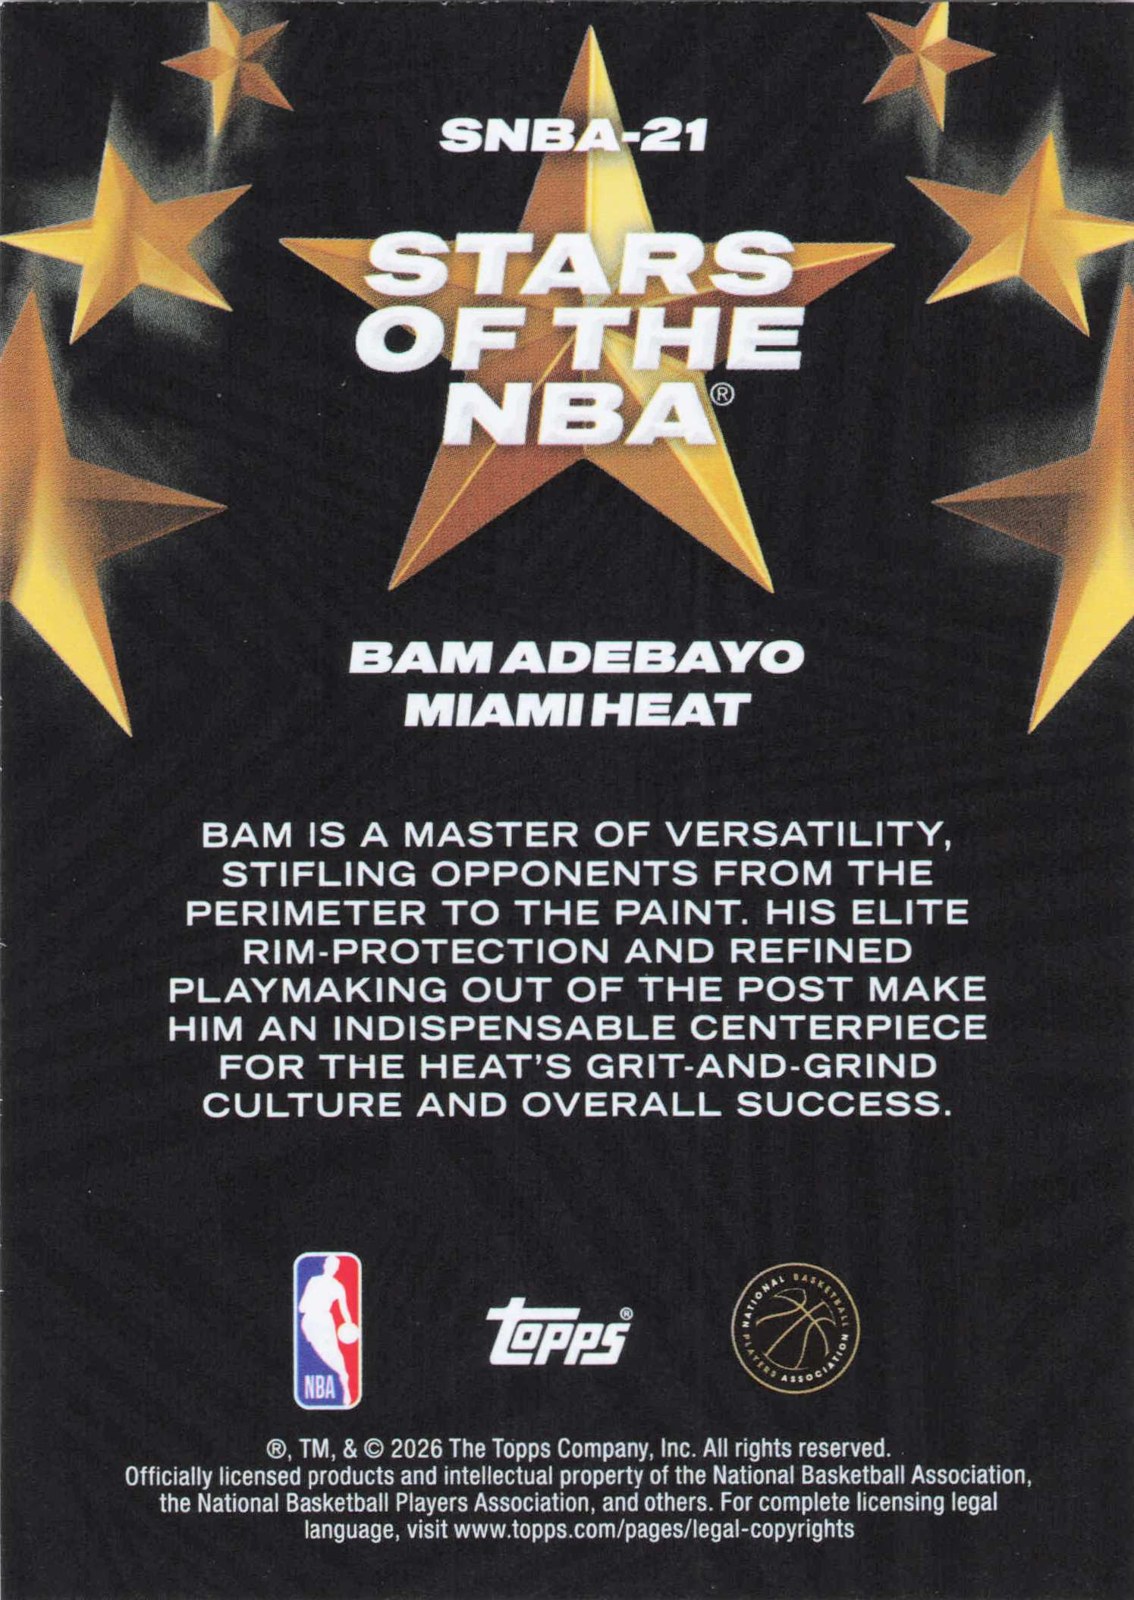 SNBA-21
STARS
OF THE
NBA®
BAM ADEBAYO
MIAMI HEAT
BAM IS A MASTER OF VERSATILITY,
STIFLING OPPONENTS FROM THE
PERIMETER TO THE PAINT. HIS ELITE
RIM-PROTECTION AND REFINED
PLAYMAKING OUT OF THE POST MAKE
HIM AN INDISPENSABLE CENTERPIECE
FOR THE HEAT'S GRIT-AND-GRIND
CULTURE AND OVERALL SUCCESS.
NBA
Topps®
NATIONAL BASKETBALL PLAYERS ASSOCIATION
®, TM, & © 2026 The Topps Company, Inc. All rights reserved.
Officially licensed products and intellectual property of the National Basketball Association,
the National Basketball Players Association, and others. For complete licensing legal
language, visit www.topps.com/pages/legal-copyrights